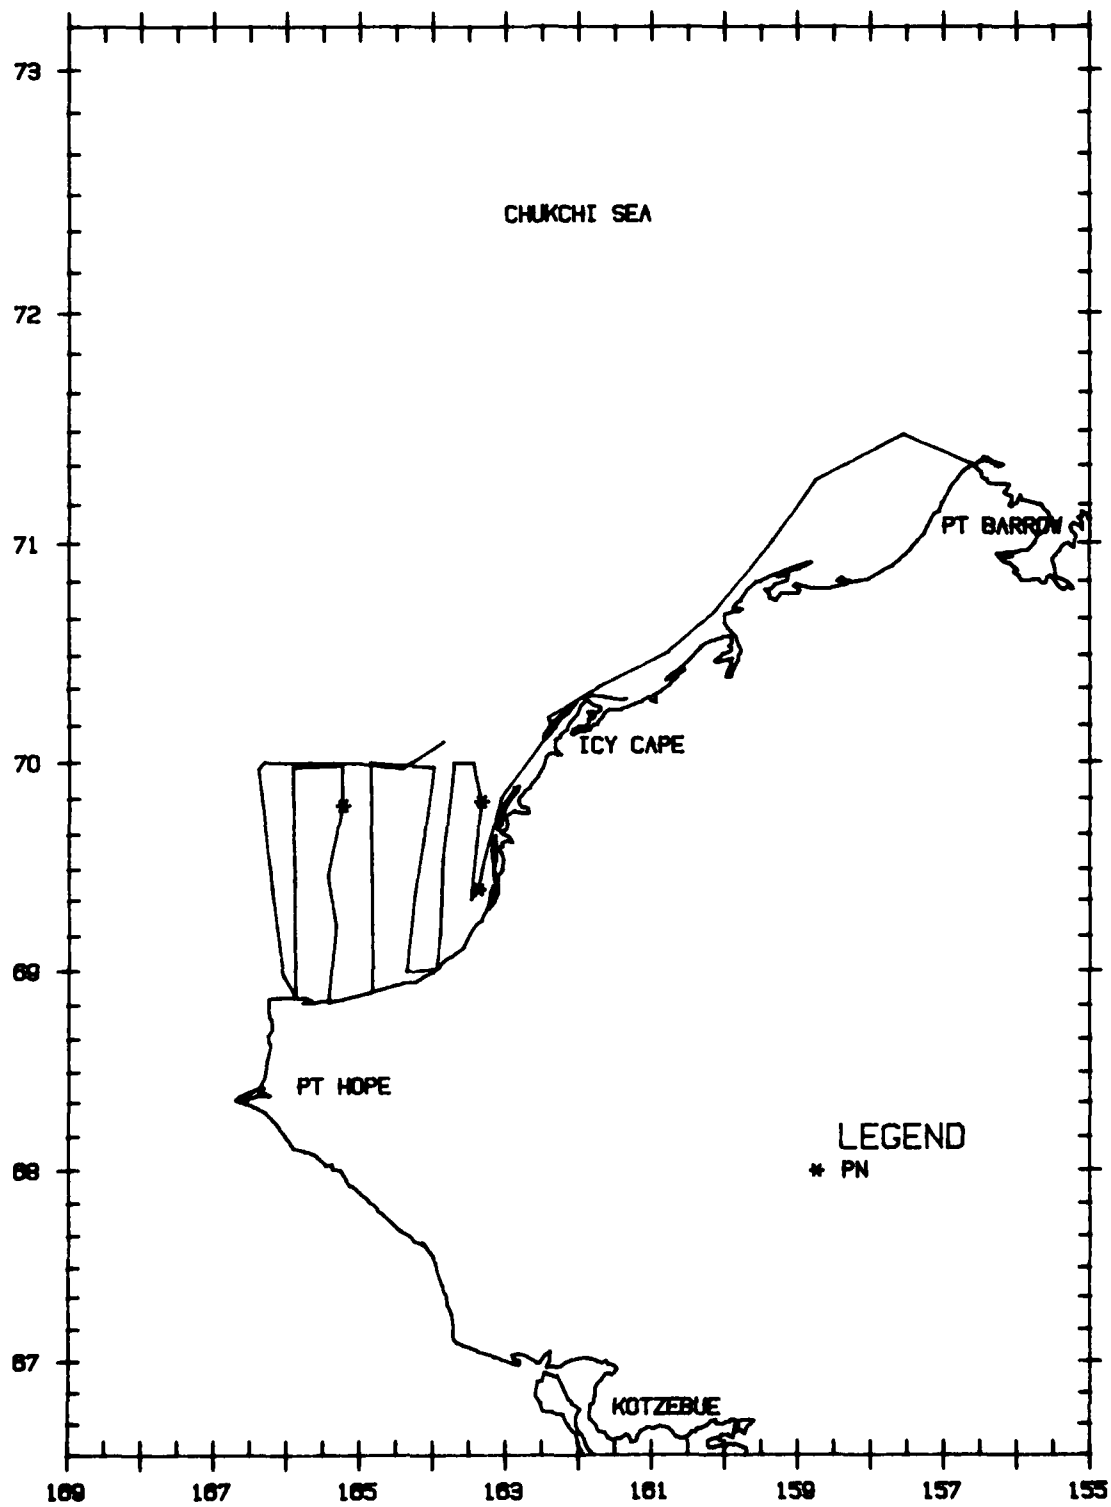 73
CHUKCHI SEA
72
PT BARROW
71
ICY CAPE
70
69
PT HOPE
LEGEND
* PN
68
67
KOTZEBUE
169 167 165 163 161 159 157 155